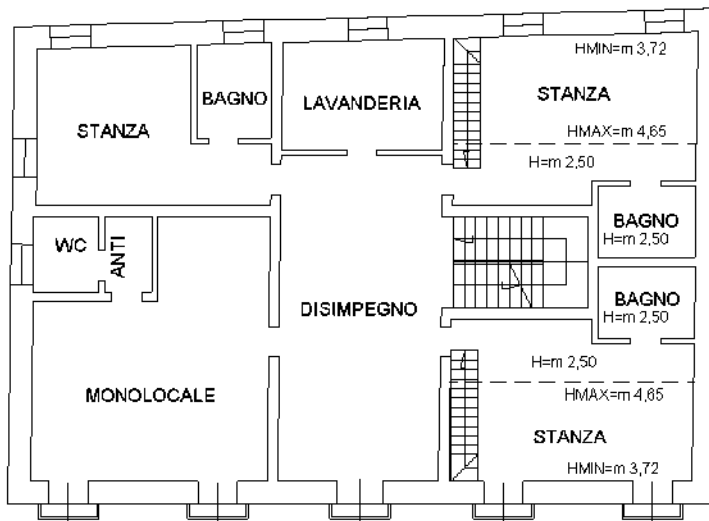 HMIN=m 3,72
STANZA
BAGNO
LAVANDERIA
STANZA
HMAX=m 4,65
H=m 2,50
BAGNO
H=m 2,50
WC
ANTI
BAGNO
H=m 2,50
DISIMPEGNO
H=m 2,50
MONOLOCALE
HMAX=m 4,65
STANZA
HMIN=m 3,72